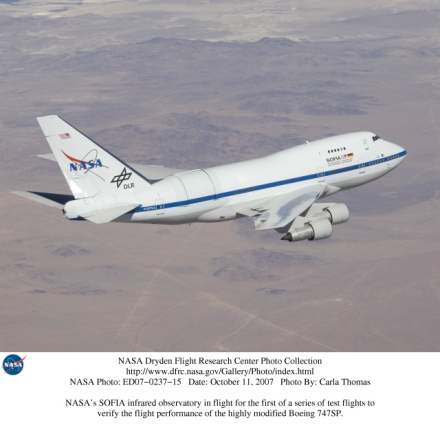 NASA
DLR
SOFIA
NASA Dryden Flight Research Center Photo Collection
http://www.dfrc.nasa.gov/Gallery/Photo/index.html
NASA Photo: ED07-0237-15 Date: October 11, 2007 Photo By: Carla Thomas
NASA's SOFIA infrared observatory in flight for the first of a series of test flights to
verify the flight performance of the highly modified Boeing 747SP.
NASA